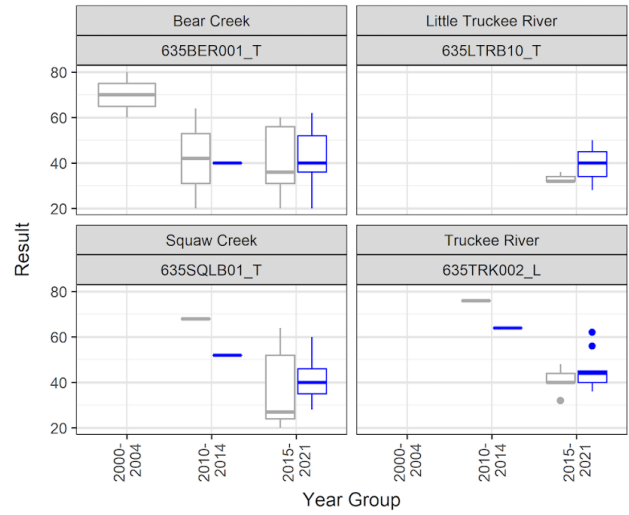 Bear Creek
Little Truckee River
635BER001_T
635LTRB10_T
80
60
40
20
Squaw Creek
Truckee River
635SQLB01_T
635TRK002_L
80
60
40
20
Result
2000-
2004
2010-
2014
2015-
2021
2000-
2004
2010-
2014
2015-
2021
Year Group